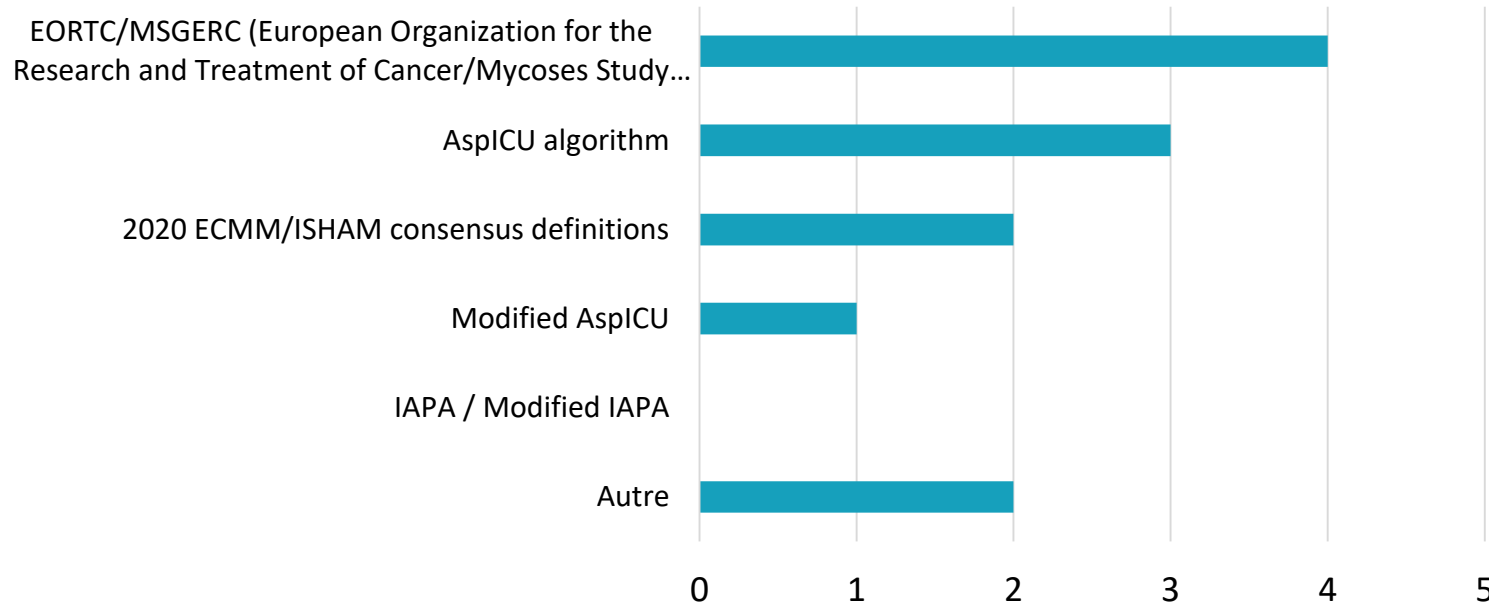 EORTC/MSGERC (European Organization for the
Research and Treatment of Cancer/Mycoses Study…
AspICU algorithm
2020 ECMM/ISHAM consensus definitions
Modified AspICU
IAPA / Modified IAPA
Autre
0 1 2 3 4 5